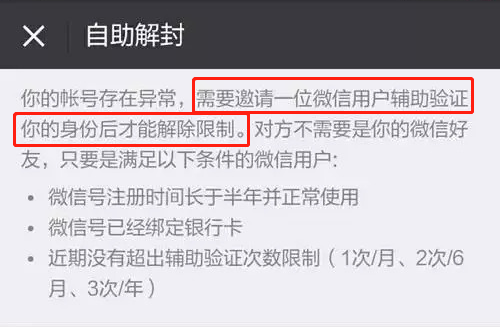 × 自助解封
你的帐号存在异常，需要邀请一位微信用户辅助验证
你的身份后才能解除限制。对方不需要是你的微信好
友，只要是满足以下条件的微信用户：
• 微信号注册时间长于半年并正常使用
• 微信号已经绑定银行卡
• 近期没有超出辅助验证次数限制（1次/月、2次/6
月、3次/年）